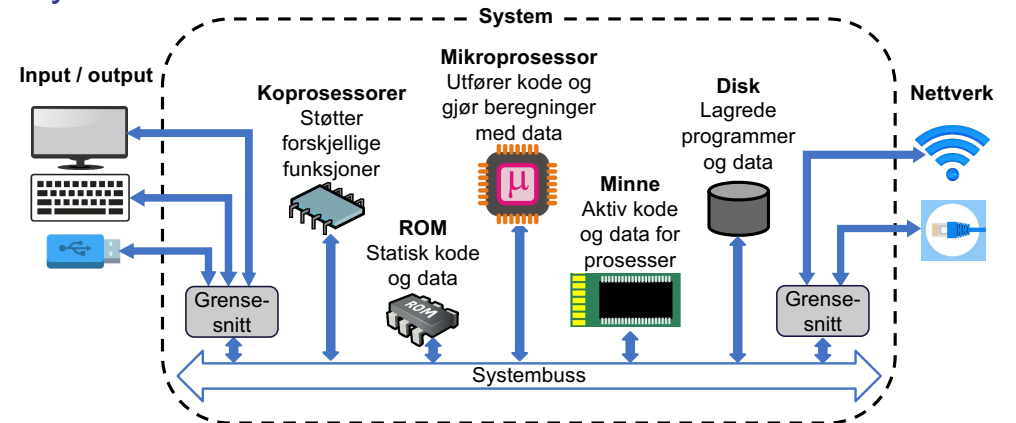 System
Input / output
Koprosessorer
Støtter
forskjellige
funksjoner
ROM
Statisk kode
og data
ROM
Mikroprosessor
Utfører kode og
gjør beregninger
med data
µ
Minne
Aktiv kode
og data for
prosesser
Disk
Lagrede
programmer
og data
Nettverk
Grense-
snitt
Grense-
snitt
Systembuss